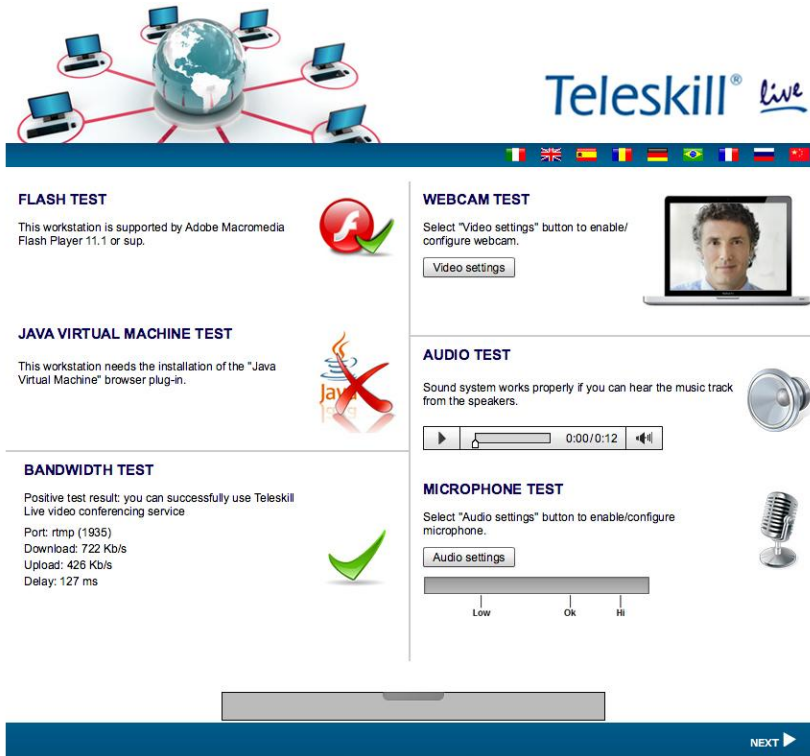 Teleskill® live
FLASH TEST
This workstation is supported by Adobe Macromedia
Flash Player 11.1 or sup.
JAVA VIRTUAL MACHINE TEST
This workstation needs the installation of the "Java
Virtual Machine" browser plug-in.
Java
BANDWIDTH TEST
Positive test result: you can successfully use Teleskill
Live video conferencing service
Port: rtmp (1935)
Download: 722 Kb/s
Upload: 426 Kb/s
Delay: 127 ms
WEBCAM TEST
Select "Video settings" button to enable/
configure webcam.
Video settings
AUDIO TEST
Sound system works properly if you can hear the music track
from the speakers.
0:00/0:12
MICROPHONE TEST
Select "Audio settings" button to enable/configure
microphone.
Audio settings
Low Ok Hi
NEXT